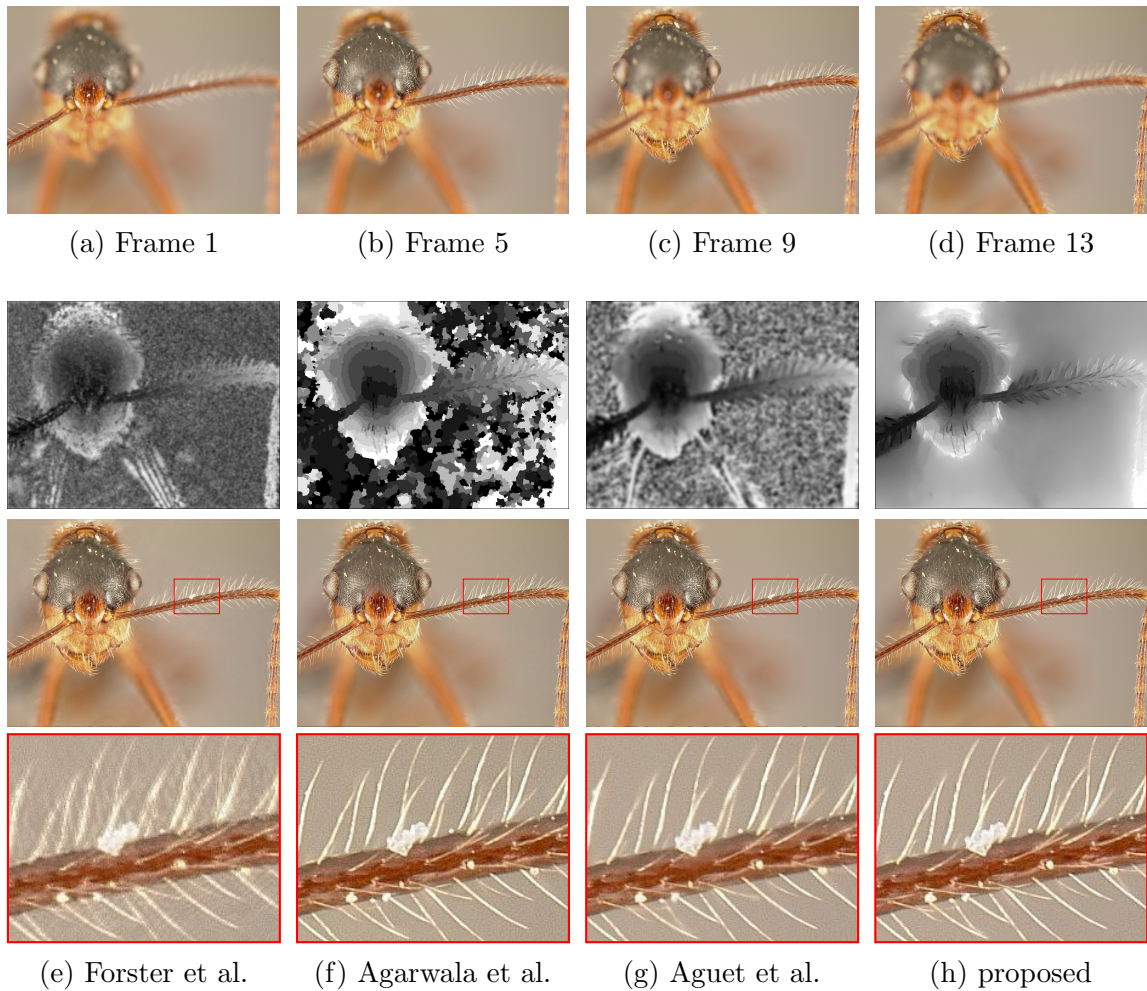 (a) Frame 1
(b) Frame 5
(c) Frame 9
(d) Frame 13
(e) Forster et al.
(f) Agarwala et al.
(g) Aguet et al.
(h) proposed